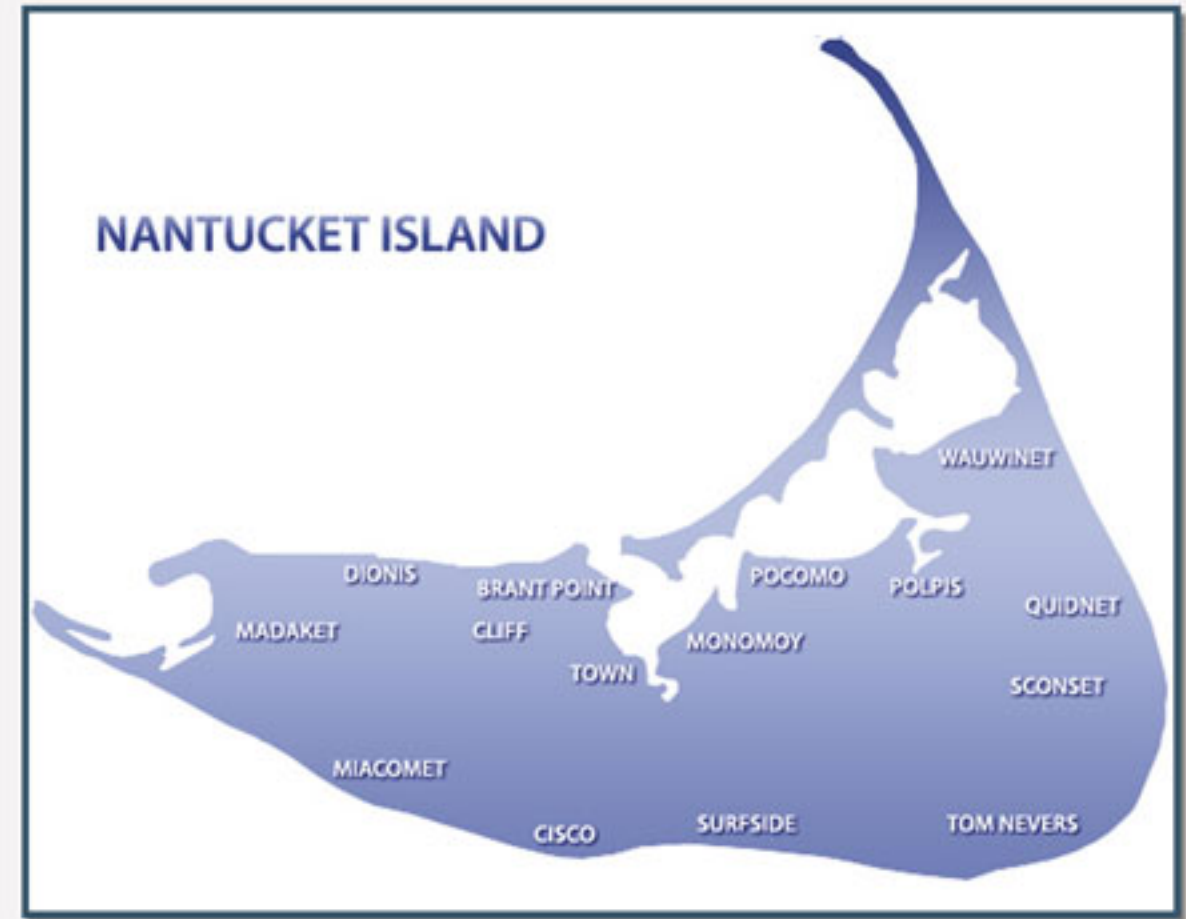 NANTUCKET ISLAND
WAUWINET
DIONIS
BRANT POINT
POCOMO
POLPIS
QUIDNET
MADAKET
CLIFF
MONOMOY
TOWN
SCONSET
MIACOMET
CISCO
SURFSIDE
TOM NEVERS